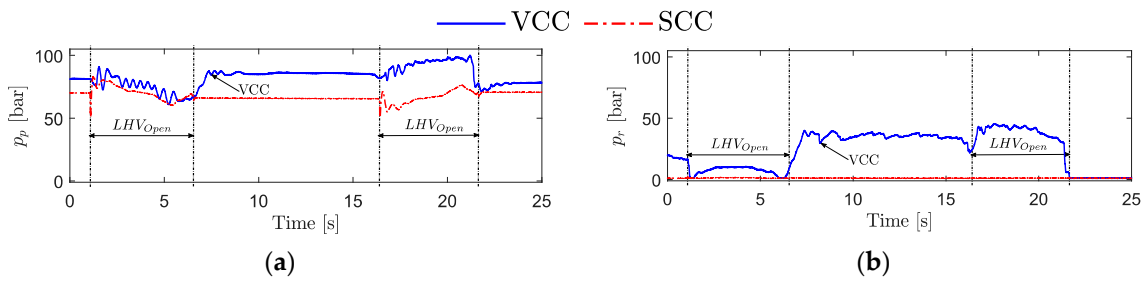 VCC SCC
100
50
0
p_p [bar]
LHV_Open
VCC
LHV_Open
0 5 10 15 20 25
Time [s]
(a)
100
50
0
p_r [bar]
LHV_Open
VCC
LHV_Open
0 5 10 15 20 25
Time [s]
(b)